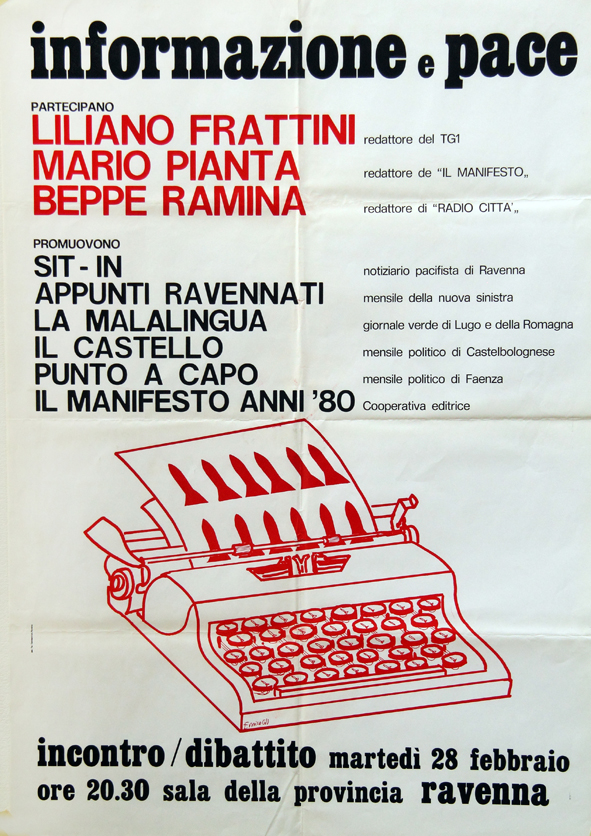 informazione e pace
PARTECIPANO
LILIANO FRATTINI redattore del TG1
MARIO PIANTA redattore de “IL MANIFESTO„
BEPPE RAMINA redattore di “RADIO CITTA'„
PROMUOVONO
SIT - IN notiziario pacifista di Ravenna
APPUNTI RAVENNATI mensile della nuova sinistra
LA MALALINGUA giornale verde di Lugo e della Romagna
IL CASTELLO mensile politico di Castelbolognese
PUNTO A CAPO mensile politico di Faenza
IL MANIFESTO ANNI '80 Cooperativa editrice
incontro / dibattito martedì 28 febbraio
ore 20.30 sala della provincia ravenna